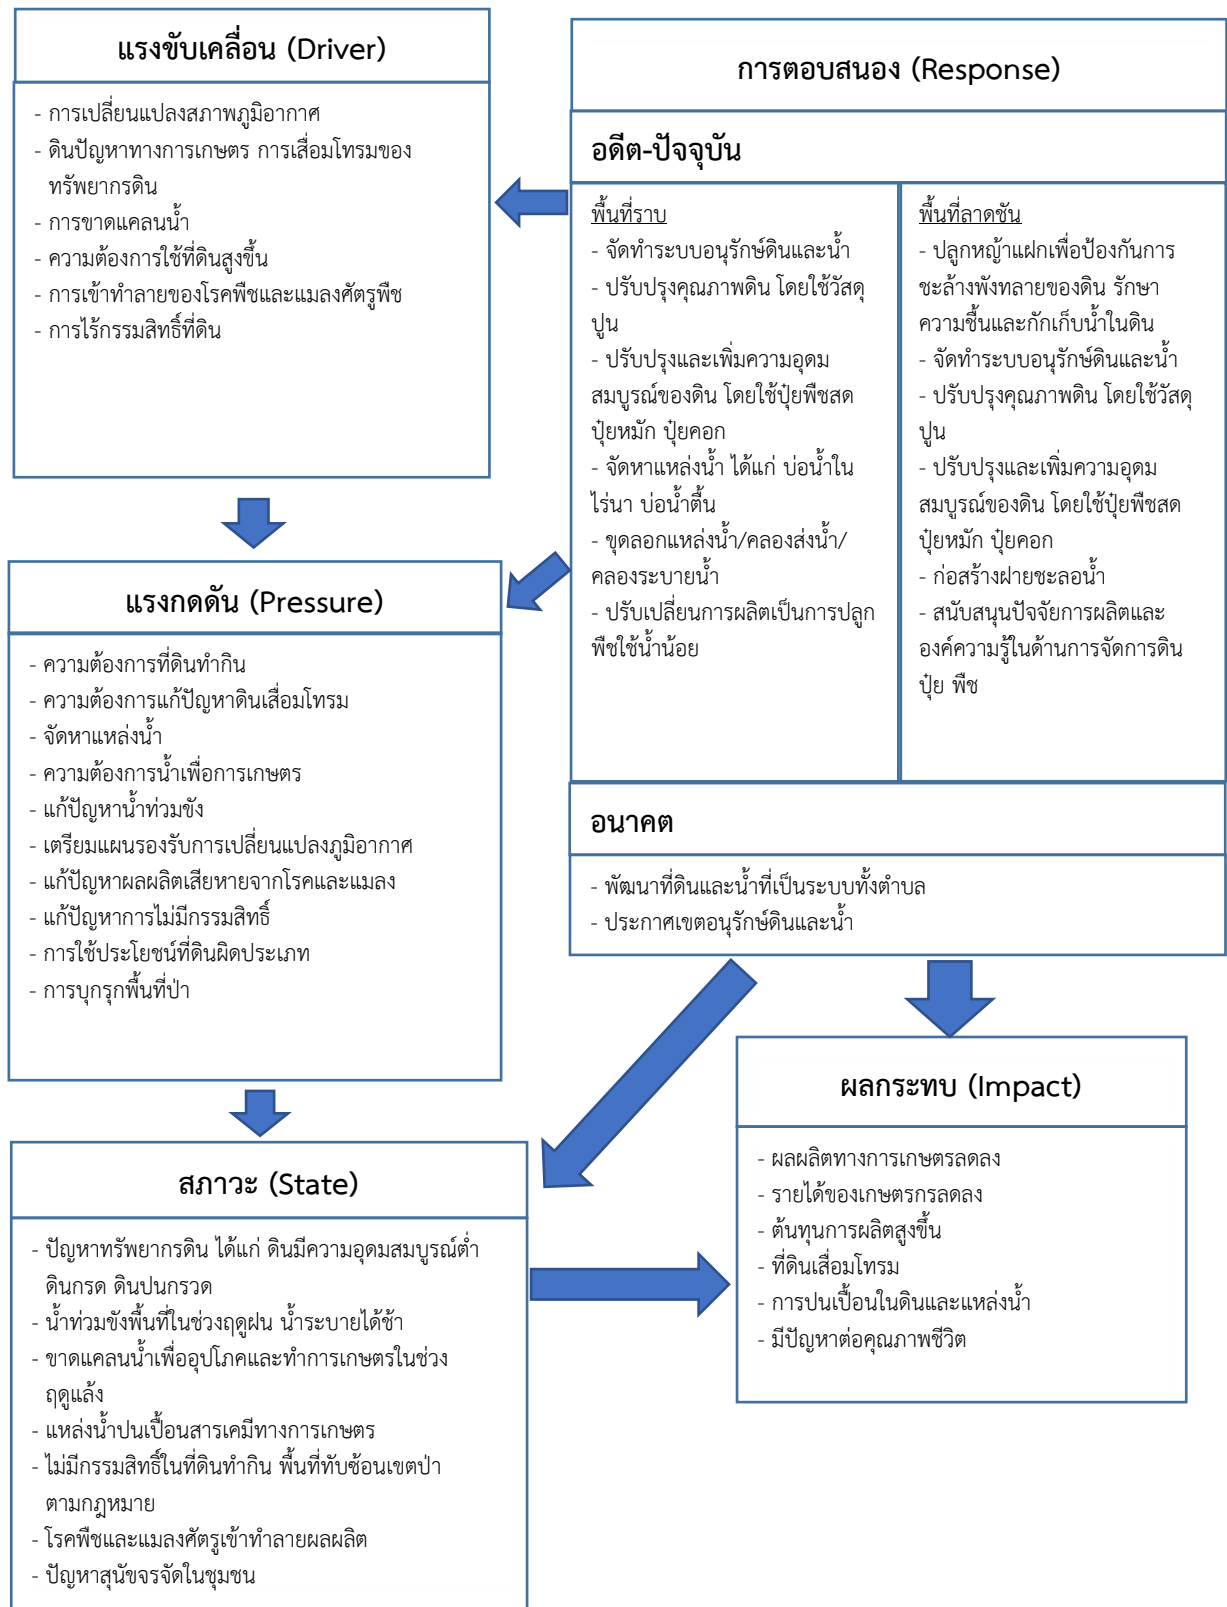 แรงขับเคลื่อน (Driver)
- การเปลี่ยนแปลงสภาพภูมิอากาศ
- ดินปัญหาทางการเกษตร การเสื่อมโทรมของ
ทรัพยากรดิน
- การขาดแคลนน้ำ
- ความต้องการใช้ที่ดินสูงขึ้น
- การเข้าทำลายของโรคพืชและแมลงศัตรูพืช
- การไร้กรรมสิทธิ์ที่ดิน
การตอบสนอง (Response)
อดีต-ปัจจุบัน
พื้นที่ราบ
- จัดทำระบบอนุรักษ์ดินและน้ำ
- ปรับปรุงคุณภาพดิน โดยใช้วัสดุ
ปูน
- ปรับปรุงและเพิ่มความอุดม
สมบูรณ์ของดิน โดยใช้ปุ๋ยพืชสด
ปุ๋ยหมัก ปุ๋ยคอก
- จัดหาแหล่งน้ำ ได้แก่ บ่อน้ำใน
ไร่นา บ่อน้ำตื้น
- ขุดลอกแหล่งน้ำ/คลองส่งน้ำ/
คลองระบายน้ำ
- ปรับเปลี่ยนการผลิตเป็นการปลูก
พืชใช้น้ำน้อย
พื้นที่ลาดชัน
- ปลูกหญ้าแฝกเพื่อป้องกันการ
ชะล้างพังทลายของดิน รักษา
ความชื้นและกักเก็บน้ำในดิน
- จัดทำระบบอนุรักษ์ดินและน้ำ
- ปรับปรุงคุณภาพดิน โดยใช้วัสดุ
ปูน
- ปรับปรุงและเพิ่มความอุดม
สมบูรณ์ของดิน โดยใช้ปุ๋ยพืชสด
ปุ๋ยหมัก ปุ๋ยคอก
- ก่อสร้างฝายชะลอน้ำ
- สนับสนุนปัจจัยการผลิตและ
องค์ความรู้ในด้านการจัดการดิน
ปุ๋ย พืช
อนาคต
- พัฒนาที่ดินและน้ำที่เป็นระบบทั้งตำบล
- ประกาศเขตอนุรักษ์ดินและน้ำ
แรงกดดัน (Pressure)
- ความต้องการที่ดินทำกิน
- ความต้องการแก้ปัญหาดินเสื่อมโทรม
- จัดหาแหล่งน้ำ
- ความต้องการน้ำเพื่อการเกษตร
- แก้ปัญหาน้ำท่วมขัง
- เตรียมแผนรองรับการเปลี่ยนแปลงภูมิอากาศ
- แก้ปัญหาผลผลิตเสียหายจากโรคและแมลง
- แก้ปัญหาการไม่มีกรรมสิทธิ์
- การใช้ประโยชน์ที่ดินผิดประเภท
- การบุกรุกพื้นที่ป่า
สภาวะ (State)
- ปัญหาทรัพยากรดิน ได้แก่ ดินมีความอุดมสมบูรณ์ต่ำ
ดินกรด ดินปนกรวด
- น้ำท่วมขังพื้นที่ในช่วงฤดูฝน น้ำระบายได้ช้า
- ขาดแคลนน้ำเพื่ออุปโภคและทำการเกษตรในช่วง
ฤดูแล้ง
- แหล่งน้ำปนเปื้อนสารเคมีทางการเกษตร
- ไม่มีกรรมสิทธิ์ในที่ดินทำกิน พื้นที่ทับซ้อนเขตป่า
ตามกฎหมาย
- โรคพืชและแมลงศัตรูเข้าทำลายผลผลิต
- ปัญหาสุนัขจรจัดในชุมชน
ผลกระทบ (Impact)
- ผลผลิตทางการเกษตรลดลง
- รายได้ของเกษตรกรลดลง
- ต้นทุนการผลิตสูงขึ้น
- ที่ดินเสื่อมโทรม
- การปนเปื้อนในดินและแหล่งน้ำ
- มีปัญหาต่อคุณภาพชีวิต